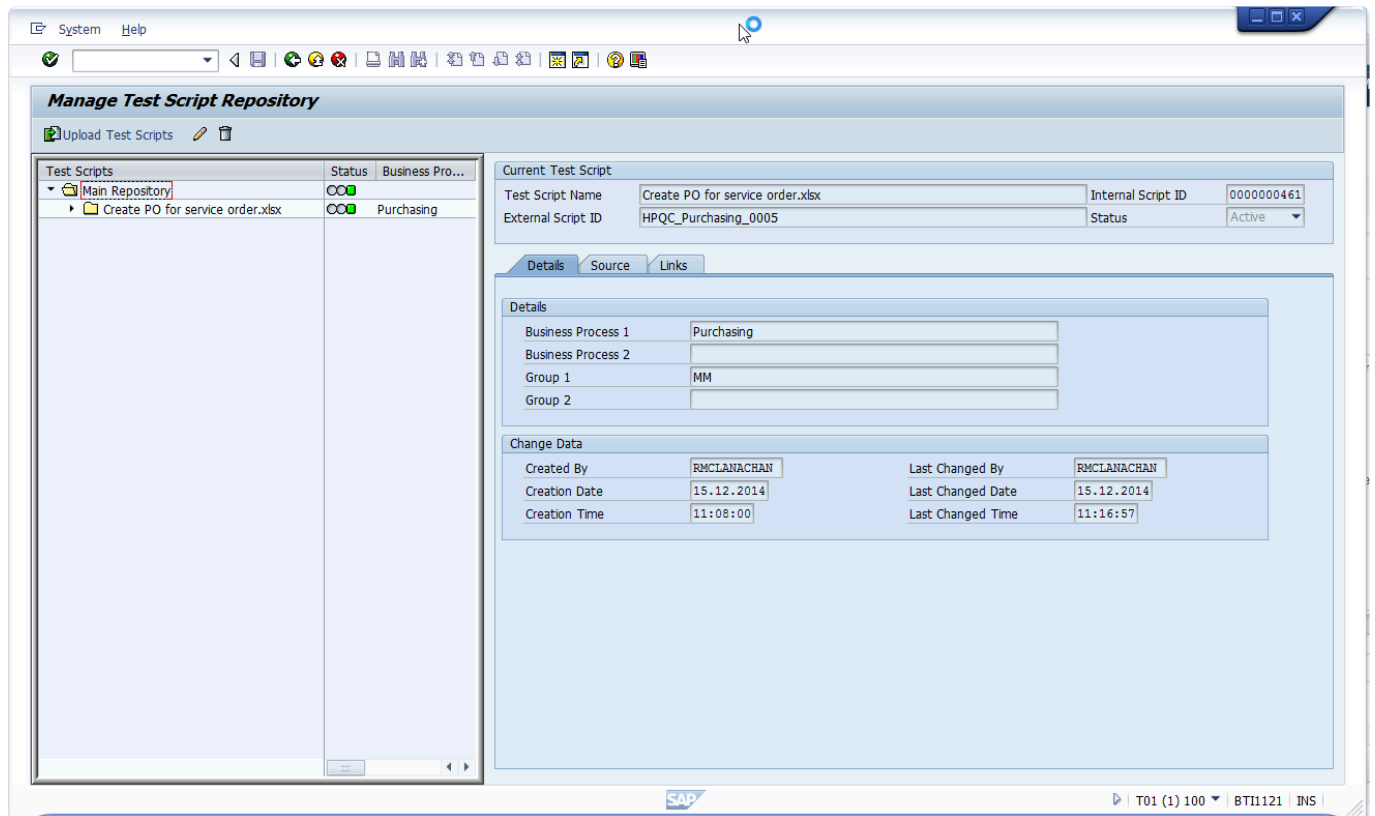 System Help
Manage Test Script Repository
Upload Test Scripts
Test Scripts Status Business Pro...
Main Repository
Create PO for service order.xlsx Purchasing
Current Test Script
Test Script Name Create PO for service order.xlsx Internal Script ID 0000000461
External Script ID HPQC_Purchasing_0005 Status Active
Details Source Links
Details
Business Process 1 Purchasing
Business Process 2
Group 1 MM
Group 2
Change Data
Created By RMCLANACHAN Last Changed By RMCLANACHAN
Creation Date 15.12.2014 Last Changed Date 15.12.2014
Creation Time 11:08:00 Last Changed Time 11:16:57
SAP T01 (1) 100 BTI1121 INS